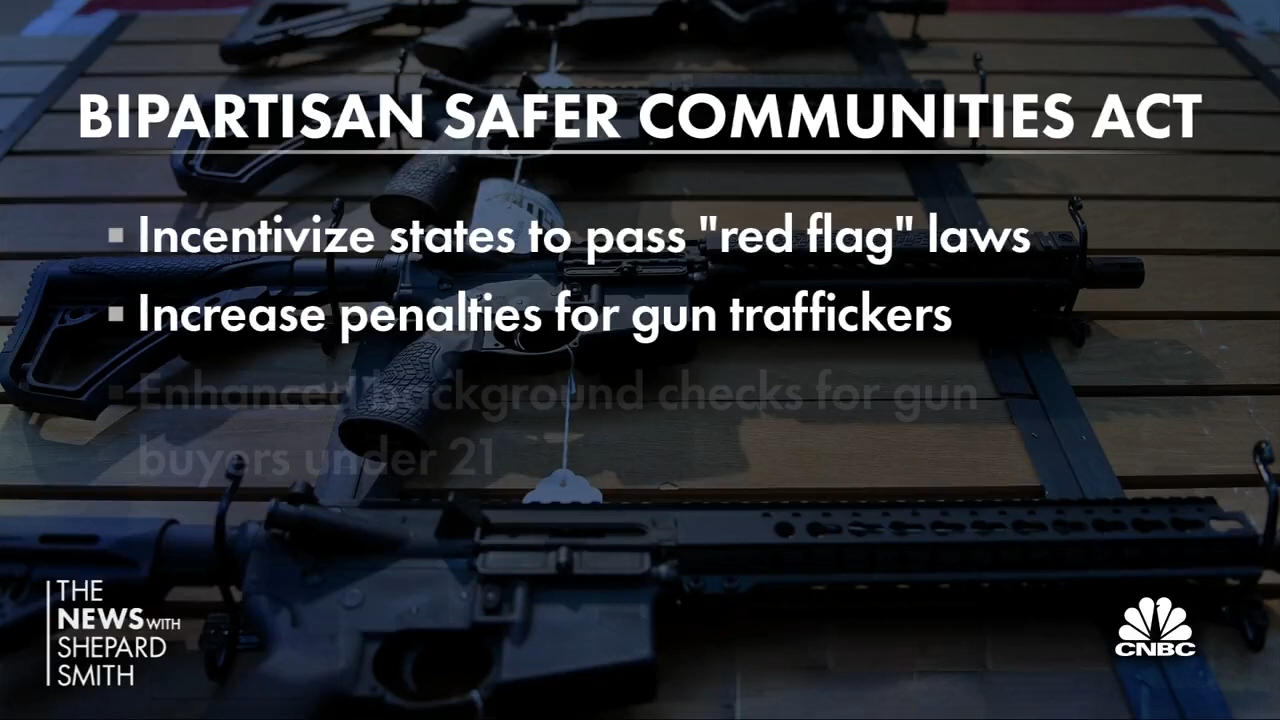 BIPARTISAN SAFER COMMUNITIES ACT
▪ Incentivize states to pass "red flag" laws
▪ Increase penalties for gun traffickers
▪ Enhanced background checks for gun
buyers under 21
THE
NEWS WITH
SHEPARD
SMITH
CNBC